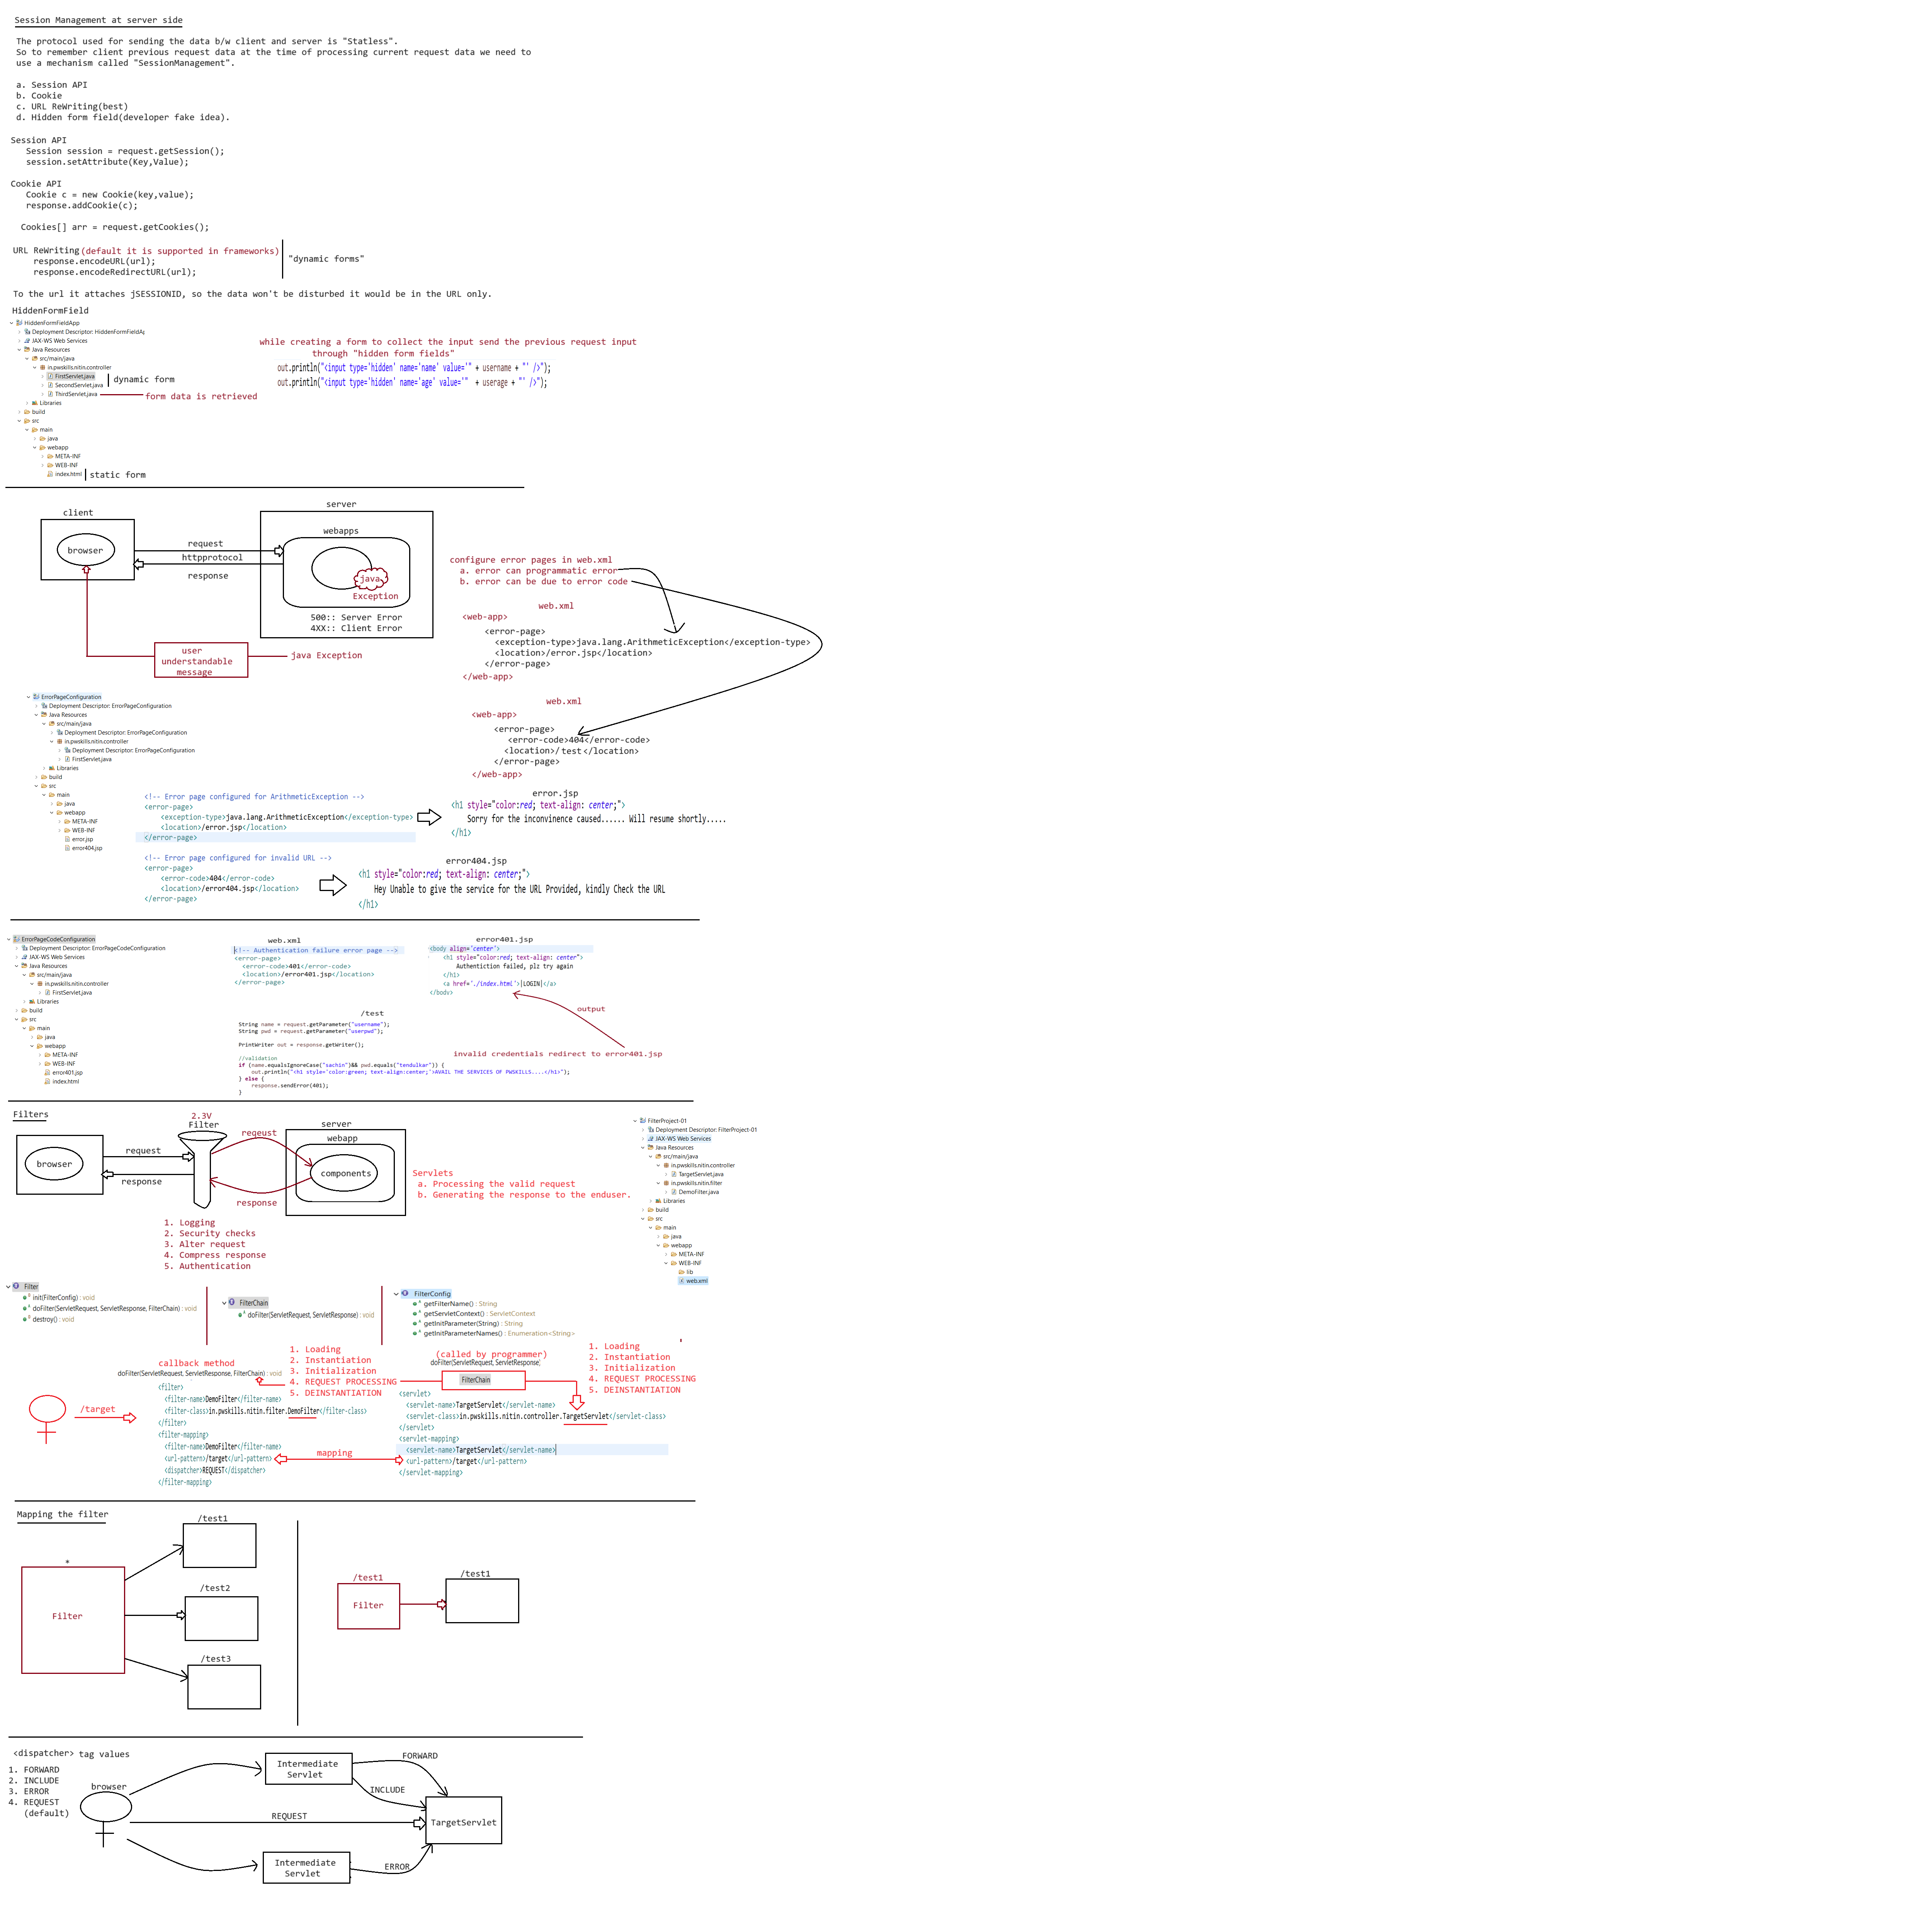 Session Management at server side
The protocol used for sending the data b/w client and server is "Statless".
So to remember client previous request data at the time of processing current request data we need to
use a mechanism called "SessionManagement".
a. Session API
b. Cookie
c. URL ReWriting(best)
d. Hidden form field(developer fake idea).
Session API
Session session = request.getSession();
session.setAttribute(Key,Value);
Cookie API
Cookie c = new Cookie(key,value);
response.addCookie(c);
Cookies[] arr = request.getCookies();
URL ReWriting(default it is supported in frameworks)
response.encodeURL(url);
response.encodeRedirectURL(url);
"dynamic forms"
To the url it attaches jSESSIONID, so the data won't be disturbed it would be in the URL only.
HiddenFormField
HiddenFormFieldApp
Deployment Descriptor: HiddenFormFieldAp
JAX-WS Web Services
Java Resources
src/main/java
in.pwskills.nitin.controller
FirstServlet.java
SecondServlet.java
dynamic form
ThirdServlet.java
form data is retrieved
Libraries
build
src
main
java
webapp
META-INF
WEB-INF
index.html
static form
while creating a form to collect the input send the previous request input
through "hidden form fields"
out.println("<input type='hidden' name='name' value='" + username + "' />");
out.println("<input type='hidden' name='age' value='" + userage + "' />");
client
browser
request
httpprotocol
response
server
webapps
java
Exception
500:: Server Error
4XX:: Client Error
user
understandable
message
java Exception
configure error pages in web.xml
a. error can programmatic error
b. error can be due to error code
web.xml
<web-app>
<error-page>
<exception-type>java.lang.ArithmeticException</exception-type>
<location>/error.jsp</location>
</error-page>
</web-app>
web.xml
<web-app>
<error-page>
<error-code>404</error-code>
<location>/test</location>
</error-page>
</web-app>
ErrorPageConfiguration
Deployment Descriptor: ErrorPageConfiguration
Java Resources
src/main/java
Deployment Descriptor: ErrorPageConfiguration
in.pwskills.nitin.controller
Deployment Descriptor: ErrorPageConfiguration
FirstServlet.java
Libraries
build
src
main
java
webapp
META-INF
WEB-INF
error.jsp
error404.jsp
<!-- Error page configured for ArithmeticException -->
<error-page>
<exception-type>java.lang.ArithmeticException</exception-type>
<location>/error.jsp</location>
</error-page>
error.jsp
<h1 style="color:red; text-align: center;">
Sorry for the inconvinence caused...... Will resume shortly.....
</h1>
<!-- Error page configured for invalid URL -->
<error-page>
<error-code>404</error-code>
<location>/error404.jsp</location>
</error-page>
error404.jsp
<h1 style="color:red; text-align: center;">
Hey Unable to give the service for the URL Provided, kindly Check the URL
</h1>
ErrorPageCodeConfiguration
Deployment Descriptor: ErrorPageCodeConfiguration
JAX-WS Web Services
Java Resources
src/main/java
in.pwskills.nitin.controller
FirstServlet.java
Libraries
build
src
main
java
webapp
META-INF
WEB-INF
error401.jsp
index.html
web.xml
<!-- Authentication failure error page -->
<error-page>
<error-code>401</error-code>
<location>/error401.jsp</location>
</error-page>
error401.jsp
<body align='center'>
<h1 style="color:red; text-align: center">
Authentiction failed, plz try again
</h1>
<a href='./index.html'>|LOGIN|</a>
</body>
output
invalid credentials redirect to error401.jsp
/test
String name = request.getParameter("username");
String pwd = request.getParameter("userpwd");
PrintWriter out = response.getWriter();
//validation
if (name.equalsIgnoreCase("sachin")&& pwd.equals("tendulkar")) {
out.println("<h1 style='color:green; text-align:center;'>AVAIL THE SERVICES OF PWSKILLS....</h1>");
} else {
response.sendError(401);
}
Filters
browser
request
response
2.3V
Filter
reqeust
response
server
webapp
components
1. Logging
2. Security checks
3. Alter request
4. Compress response
5. Authentication
Servlets
a. Processing the valid request
b. Generating the response to the enduser.
FilterProject-01
Deployment Descriptor: FilterProject-01
JAX-WS Web Services
Java Resources
src/main/java
in.pwskills.nitin.controller
TargetServlet.java
in.pwskills.nitin.filter
DemoFilter.java
Libraries
build
src
main
java
webapp
META-INF
WEB-INF
lib
web.xml
Filter
init(FilterConfig) : void
doFilter(ServletRequest, ServletResponse, FilterChain) : void
destroy() : void
FilterChain
doFilter(ServletRequest, ServletResponse) : void
FilterConfig
getFilterName() : String
getServletContext() : ServletContext
getInitParameter(String) : String
getInitParameterNames() : Enumeration<String>
callback method
doFilter(ServletRequest, ServletResponse, FilterChain) : void
1. Loading
2. Instantiation
3. Initialization
4. REQUEST PROCESSING
5. DEINSTANTIATION
(called by programmer)
doFilter(ServletRequest, ServletResponse)
FilterChain
1. Loading
2. Instantiation
3. Initialization
4. REQUEST PROCESSING
5. DEINSTANTIATION
/target
<filter>
<filter-name>DemoFilter</filter-name>
<filter-class>in.pwskills.nitin.filter.DemoFilter</filter-class>
</filter>
<filter-mapping>
<filter-name>DemoFilter</filter-name>
<url-pattern>/target</url-pattern>
<dispatcher>REQUEST</dispatcher>
</filter-mapping>
mapping
<servlet>
<servlet-name>TargetServlet</servlet-name>
<servlet-class>in.pwskills.nitin.controller.TargetServlet</servlet-class>
</servlet>
<servlet-mapping>
<servlet-name>TargetServlet</servlet-name>
<url-pattern>/target</url-pattern>
</servlet-mapping>
Mapping the filter
*
Filter
/test1
/test2
/test3
/test1
Filter
/test1
<dispatcher> tag values
1. FORWARD
2. INCLUDE
3. ERROR
4. REQUEST
(default)
browser
Intermediate
Servlet
FORWARD
INCLUDE
REQUEST
TargetServlet
Intermediate
Servlet
ERROR